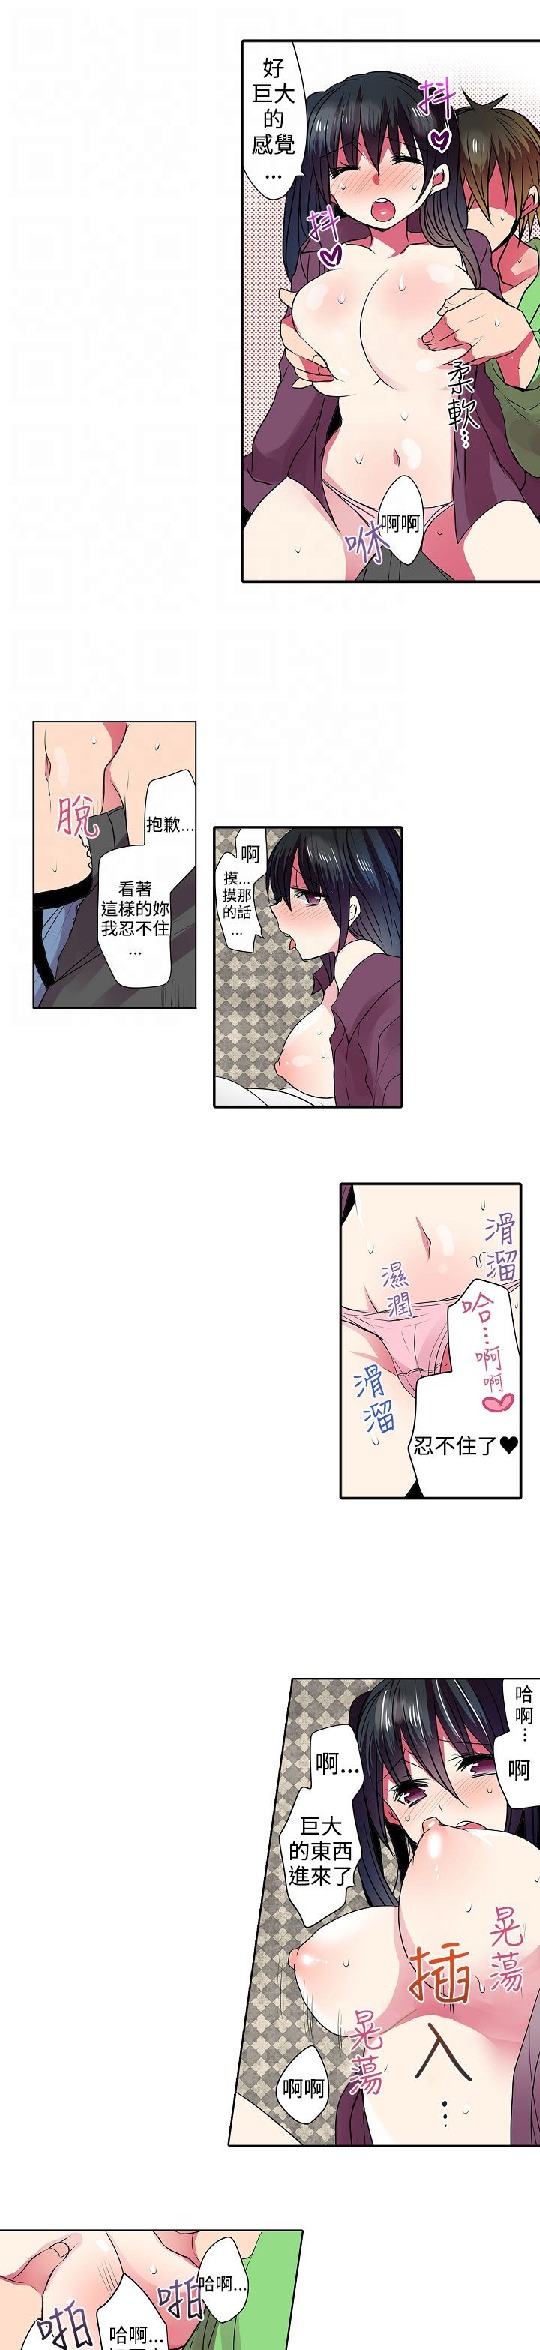 好
巨大
的
感覺
…
抖
抖
柔軟…
啊啊
咻
脫
抱歉…
看著
這樣的妳
我忍不住
…
啊
摸…
摸那
的話
…
滑溜
濕潤
哈…啊啊
滑溜
忍不住了♥
哈啊…
啊
啊…
巨大
的東西
進來了
晃蕩
插入…
晃蕩
啊啊
哈啊…
啪
啪
哈啊…